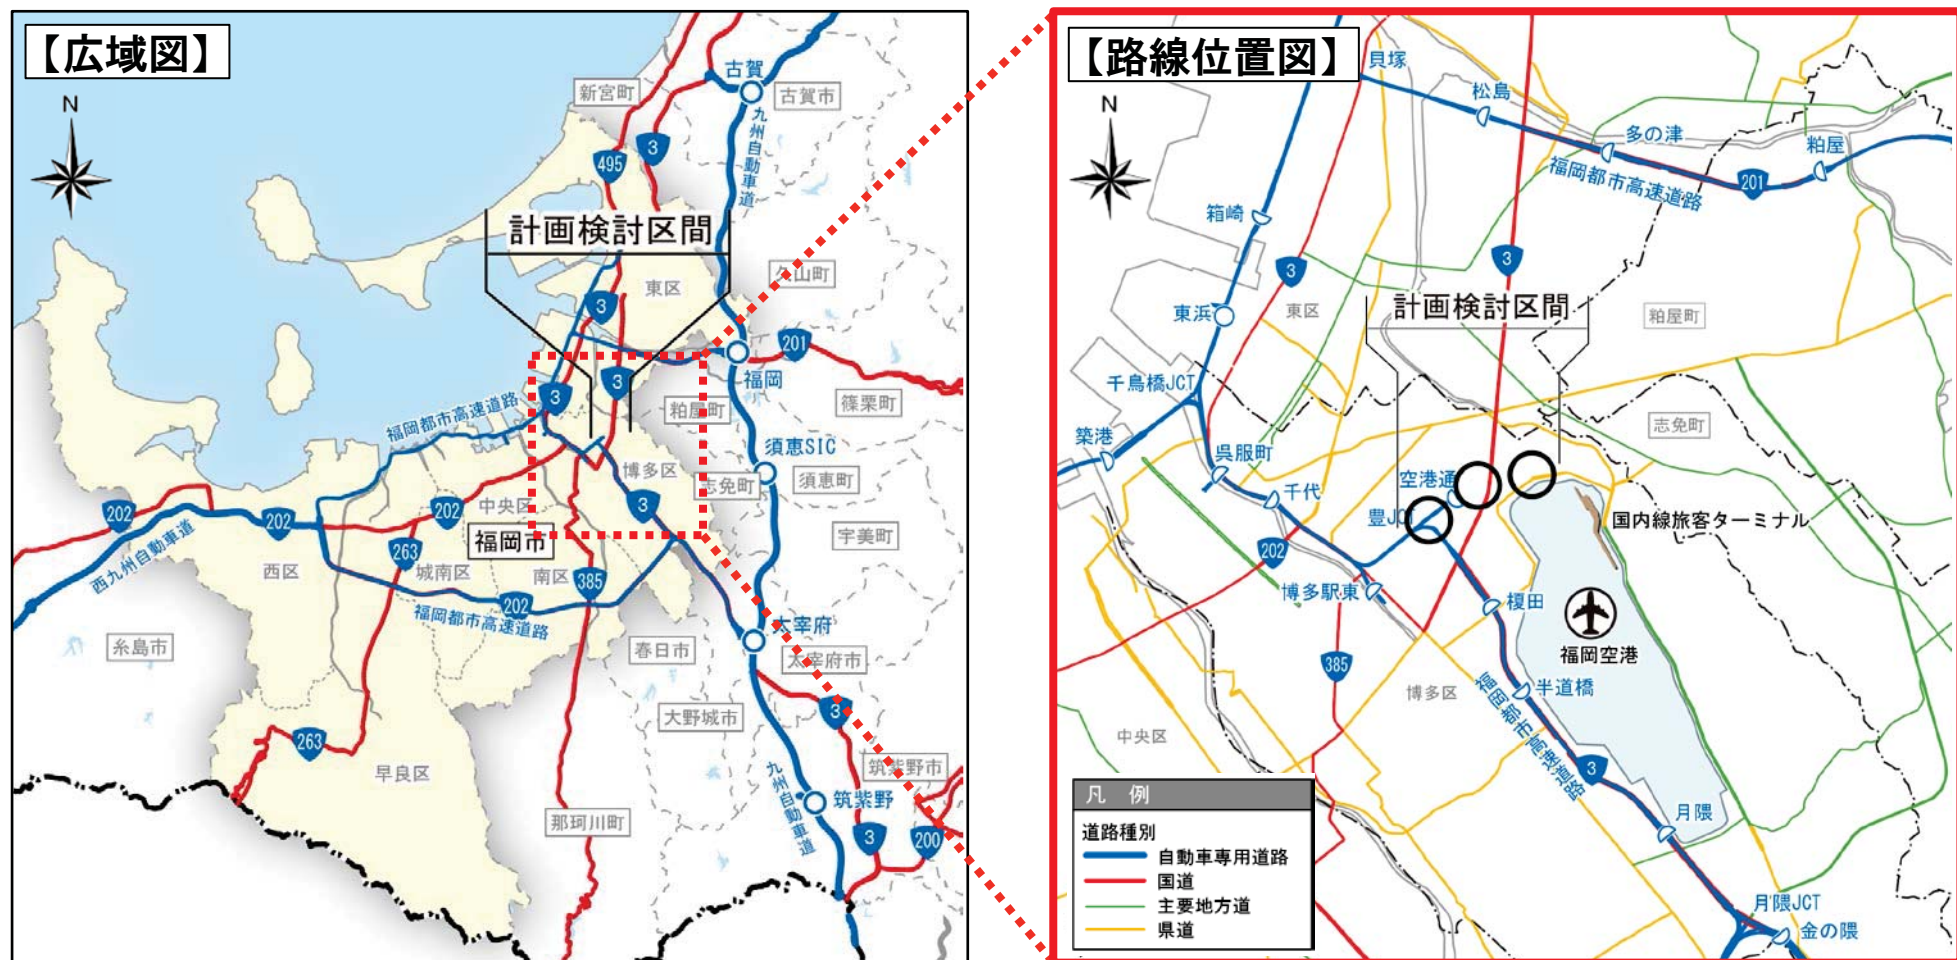 【広域図】
N
新宮町
古賀
古賀市
九州自動車道
495
3
計画検討区間
東区
久山町
3
201
福岡
3
3
粕屋町
篠栗町
福岡都市高速道路
須恵SIC
博多区
志免町
須恵町
202
202
中央区
202
3
宇美町
西九州自動車道
263
福岡市
西区
城南区
南区
385
202
福岡都市高速道路
糸島市
春日市
太宰府
太宰府市
大野城市
3
263
早良区
筑紫野市
九州自動車道
筑紫野
那珂川町
3
200
【路線位置図】
N
貝塚
松島
多の津
粕屋
福岡都市高速道路
201
箱崎
3
3
東浜
東区
計画検討区間
粕屋町
千鳥橋JCT
築港
呉服町
志免町
千代
空港通
豊JCT
国内線旅客ターミナル
202
博多駅東
榎田
福岡空港
385
博多区
半道橋
福岡都市高速道路
中央区
3
月隈
凡 例
道路種別
自動車専用道路
国道
主要地方道
県道
月隈JCT
金の隈